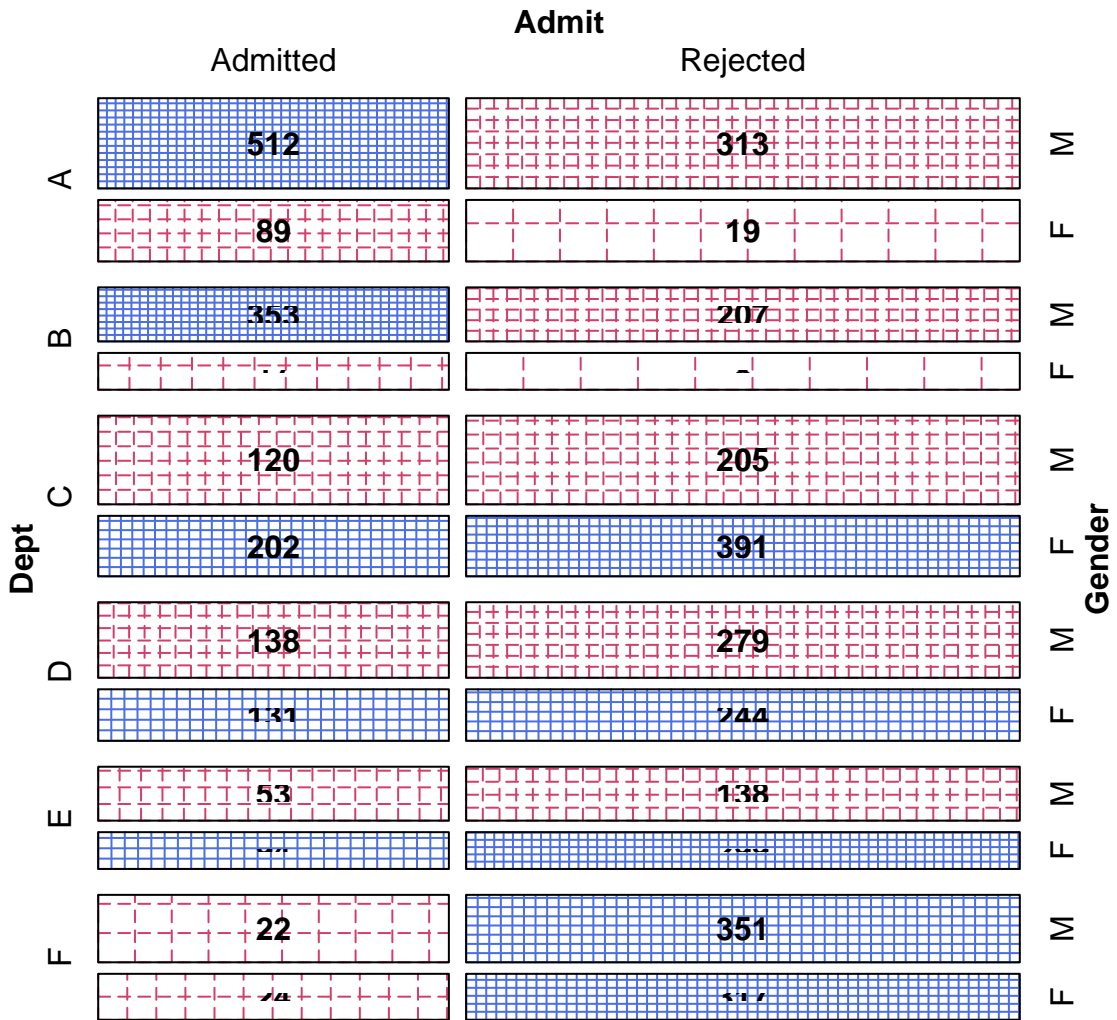 Admit
Admitted Rejected
A 512 313 M
89 19 F
B 353 207 M
F
C 120 205 M
202 391 F
Dept
Gender
D 138 279 M
131 244 F
E 53 138 M
F
F 22 351 M
F